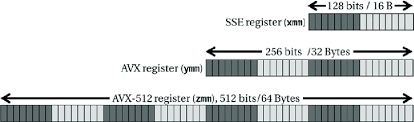 128 bits / 16 B
SSE register (xmm)
256 bits /32 Bytes
AVX register (ymm)
AVX-512 register (zmm), 512 bits/64 Bytes